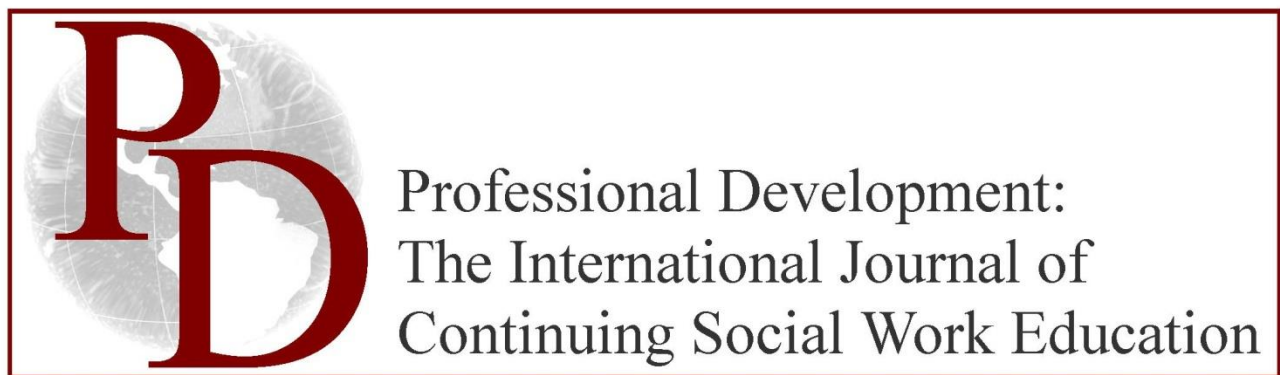 PD
Professional Development:
The International Journal of
Continuing Social Work Education